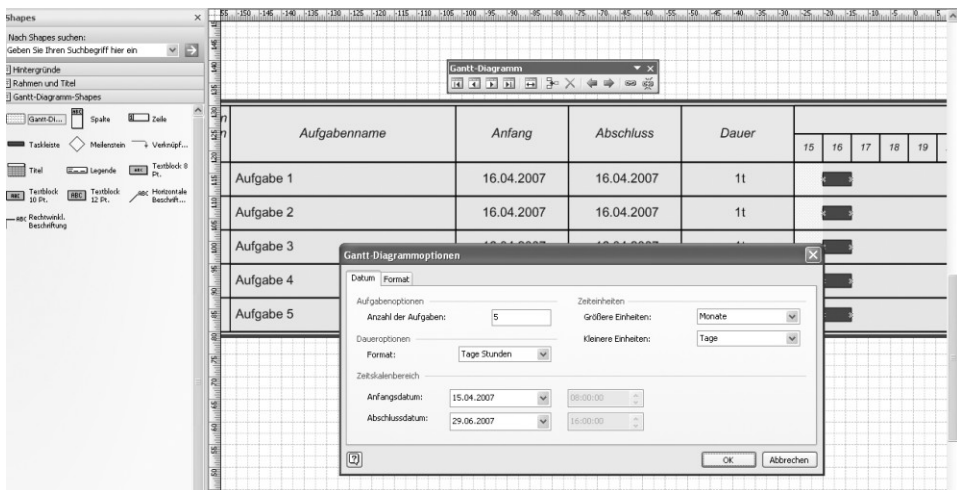 Shapes
Nach Shapes suchen:
Geben Sie Ihren Suchbegriff hier ein
Hintergründe
Rahmen und Titel
Gantt-Diagramm-Shapes
Gantt-Di...
Spalte
Zeile
Taskleiste
Meilenstein
Verknüpf...
Titel
Legende
Textblock 8 Pt.
Textblock 10 Pt.
Textblock 12 Pt.
Horizontale Beschrift...
Rechtwinkl. Beschriftung
Gantt-Diagramm
Aufgabenname Anfang Abschluss Dauer
15 16 17 18 19
Aufgabe 1 16.04.2007 16.04.2007 1t
Aufgabe 2 16.04.2007 16.04.2007 1t
Aufgabe 3
Aufgabe 4
Aufgabe 5
Gantt-Diagrammoptionen
Datum Format
Aufgabenoptionen
Anzahl der Aufgaben: 5
Daueroptionen
Format: Tage Stunden
Zeiteinheiten
Größere Einheiten: Monate
Kleinere Einheiten: Tage
Zeitskalenbereich
Anfangsdatum: 15.04.2007 08:00:00
Abschlussdatum: 29.06.2007 16:00:00
OK Abbrechen